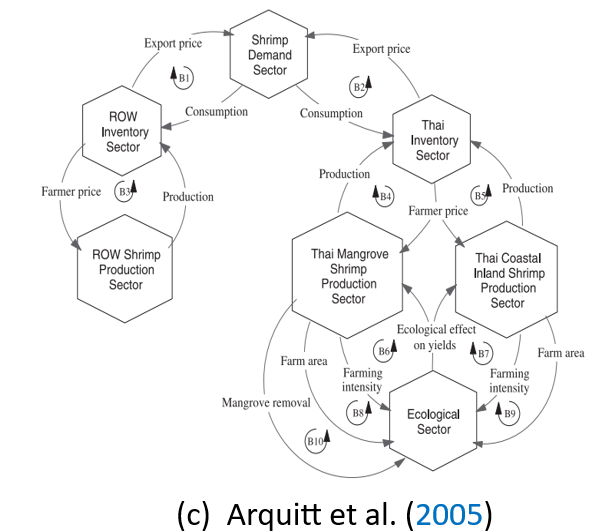 Shrimp
Demand
Sector
Export price
Export price
B1
B2
Consumption
Consumption
ROW
Inventory
Sector
Thai
Inventory
Sector
Production
B3
B4
B5
Production
Farmer price
Production
Farmer price
ROW Shrimp
Production
Sector
Thai Mangrove
Shrimp
Production
Sector
Thai Coastal
Inland Shrimp
Production
Sector
Ecological effect
on yields
B6
B7
Farm area
Farm area
Farming
intensity
Farming
intensity
Mangrove removal
B8
B9
Ecological
Sector
B10
(c) Arquitt et al. (2005)